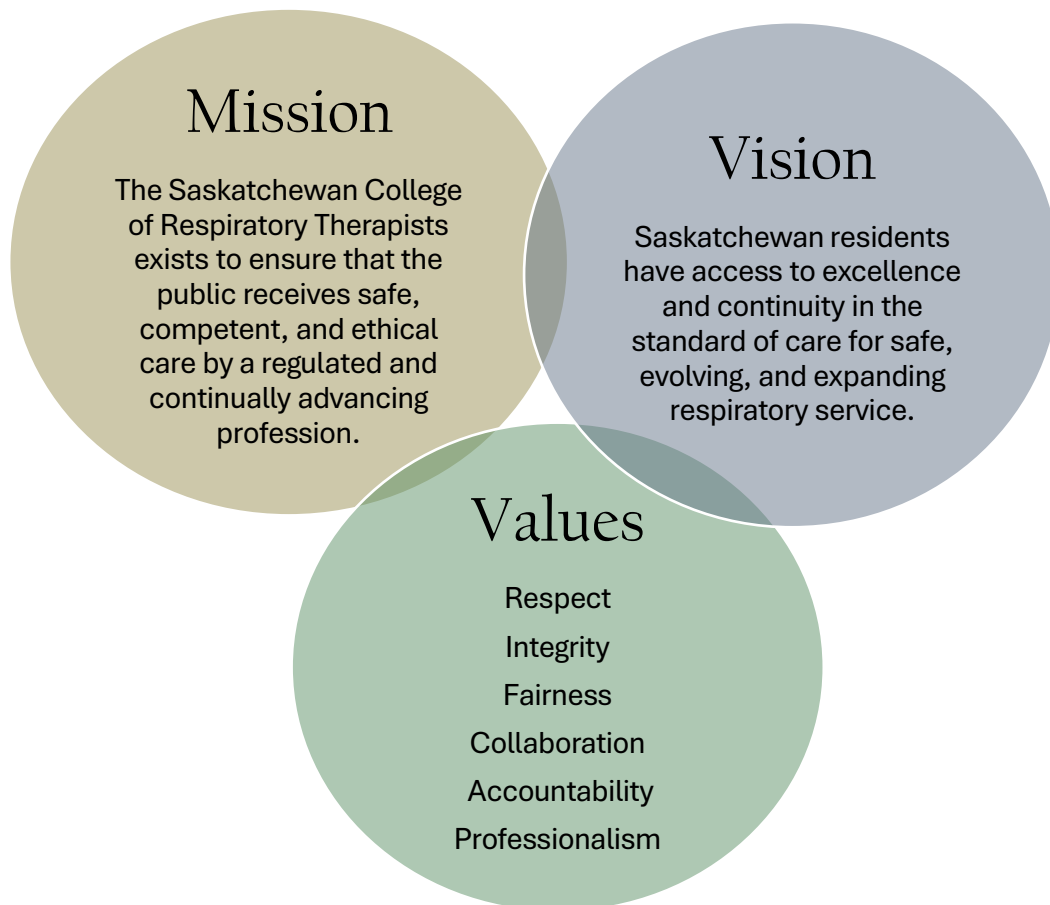 Mission
The Saskatchewan College
of Respiratory Therapists
exists to ensure that the
public receives safe,
competent, and ethical
care by a regulated and
continually advancing
profession.
Vision
Saskatchewan residents
have access to excellence
and continuity in the
standard of care for safe,
evolving, and expanding
respiratory service.
Values
Respect
Integrity
Fairness
Collaboration
Accountability
Professionalism